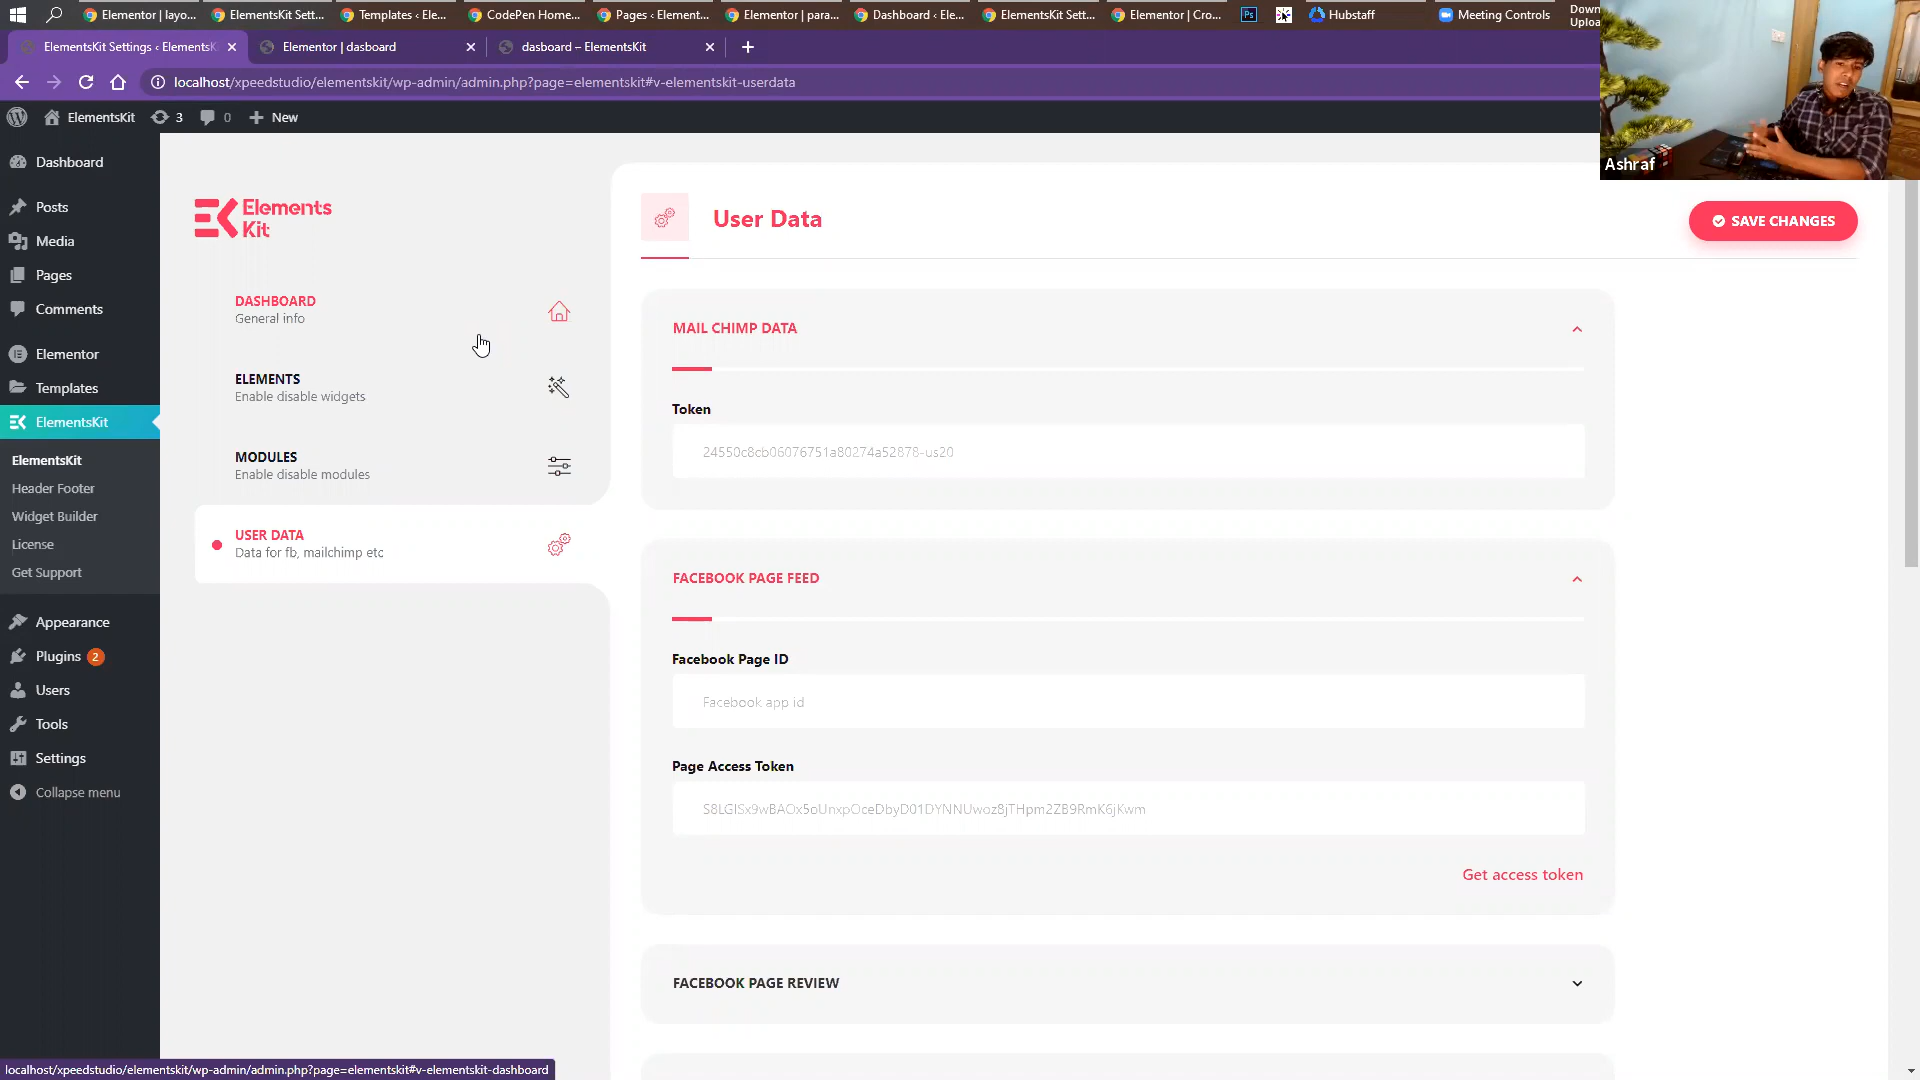 Elementor | layo...
ElementsKit Sett...
Templates ‹ Ele...
CodePen Home...
Pages ‹ Element...
Elementor | para...
Dashboard ‹ Ele...
ElementsKit Sett...
Elementor | Cro...
Ps
Hubstaff
Meeting Controls
Down
Uploa
ElementsKit Settings ‹ ElementsK
Elementor | dasboard
dasboard – ElementsKit
localhost/xpeedstudio/elementskit/wp-admin/admin.php?page=elementskit#v-elementskit-userdata
ElementsKit
3
0
New
Ashraf
Dashboard
Posts
Media
Pages
Comments
Elementor
Templates
ElementsKit
ElementsKit
Header Footer
Widget Builder
License
Get Support
Appearance
Plugins 2
Users
Tools
Settings
Collapse menu
Elements
Kit
DASHBOARD
General info
ELEMENTS
Enable disable widgets
MODULES
Enable disable modules
USER DATA
Data for fb, mailchimp etc
User Data
SAVE CHANGES
MAIL CHIMP DATA
Token
24550c8cb06076751a80274a52878-us20
FACEBOOK PAGE FEED
Facebook Page ID
Facebook app id
Page Access Token
S8LGISx9wBAOx5oUnxpOceDbyD01DYNNUwoz8jTHpm2ZB9RmK6jKwm
Get access token
FACEBOOK PAGE REVIEW
localhost/xpeedstudio/elementskit/wp-admin/admin.php?page=elementskit#v-elementskit-dashboard